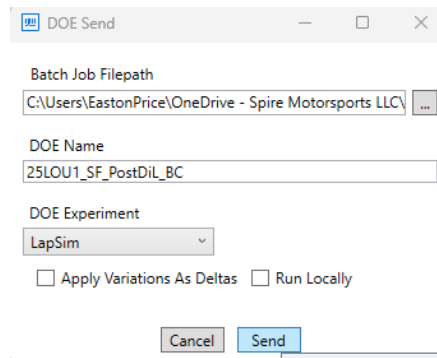 DOE Send
Batch Job Filepath
C:\Users\EastonPrice\OneDrive - Spire Motorsports LLC\
...
DOE Name
25LOU1_SF_PostDiL_BC
DOE Experiment
LapSim
Apply Variations As Deltas Run Locally
Cancel Send